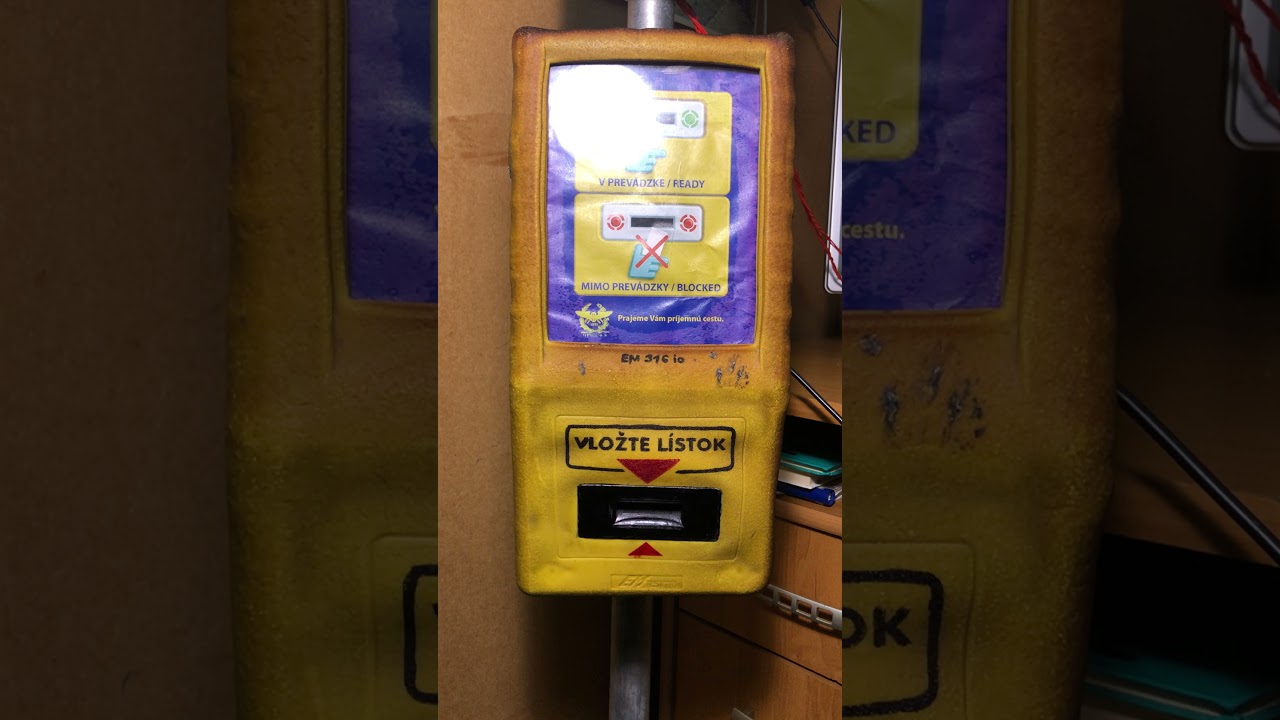 V PREVÁDZKE / READY
MIMO PREVÁDZKY / BLOCKED
Prajeme Vám príjemnú cestu.
EM 316 io
VLOŽTE LÍSTOK
KED
cestu.
OK